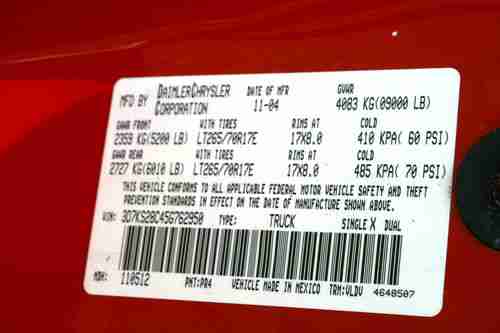 MFD BY DAIMLERCHRYSLER CORPORATION DATE OF MFR 11-04 GVWR 4083 KG(09000 LB)
GAWR FRONT WITH TIRES RIMS AT COLD
2359 KG(5200 LB) LT265/70R17E 17X8.0 410 KPA( 60 PSI)
GAWR REAR WITH TIRES RIMS AT COLD
2727 KG(6010 LB) LT265/70R17E 17X8.0 485 KPA( 70 PSI)
THIS VEHICLE CONFORMS TO ALL APPLICABLE FEDERAL MOTOR VEHICLE SAFETY AND THEFT
PREVENTION STANDARDS IN EFFECT ON THE DATE OF MANUFACTURE SHOWN ABOVE.
VIN: 3D7KS28C45G762950 TYPE: TRUCK SINGLE X DUAL
MDH: 110512 PNT:PR4 VEHICLE MADE IN MEXICO TRM:VLDV 4648507